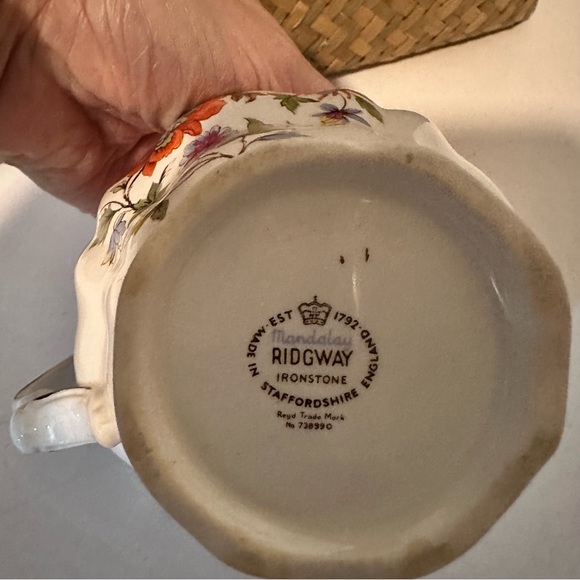 EST 1792
Mandalay
RIDGWAY
IRONSTONE
MADE IN STAFFORDSHIRE ENGLAND
Regd Trade Mark
No 738990